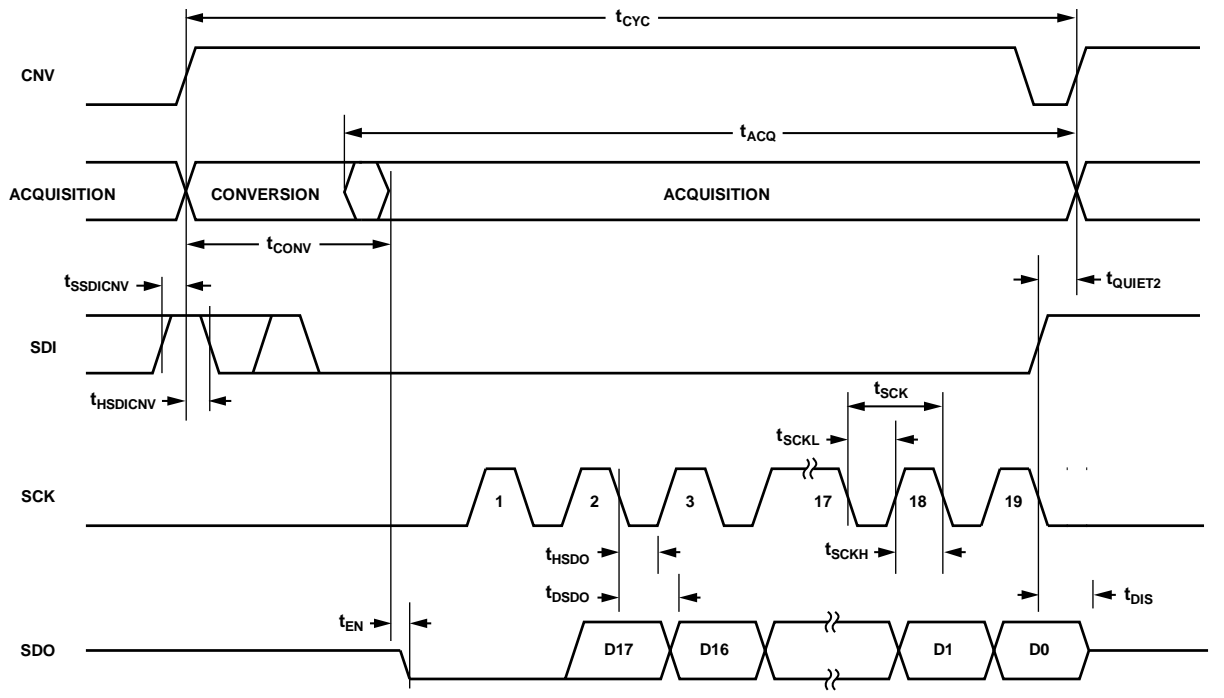 tCYC
CNV
tACQ
ACQUISITION CONVERSION ACQUISITION
tCONV
tSSDICNV
tQUIET2
SDI
tHSDICNV
tSCK
tSCKL
SCK 1 2 3 17 18 19
tHSDO
tSCKH
tDSDO
tDIS
tEN
SDO D17 D16 D1 D0